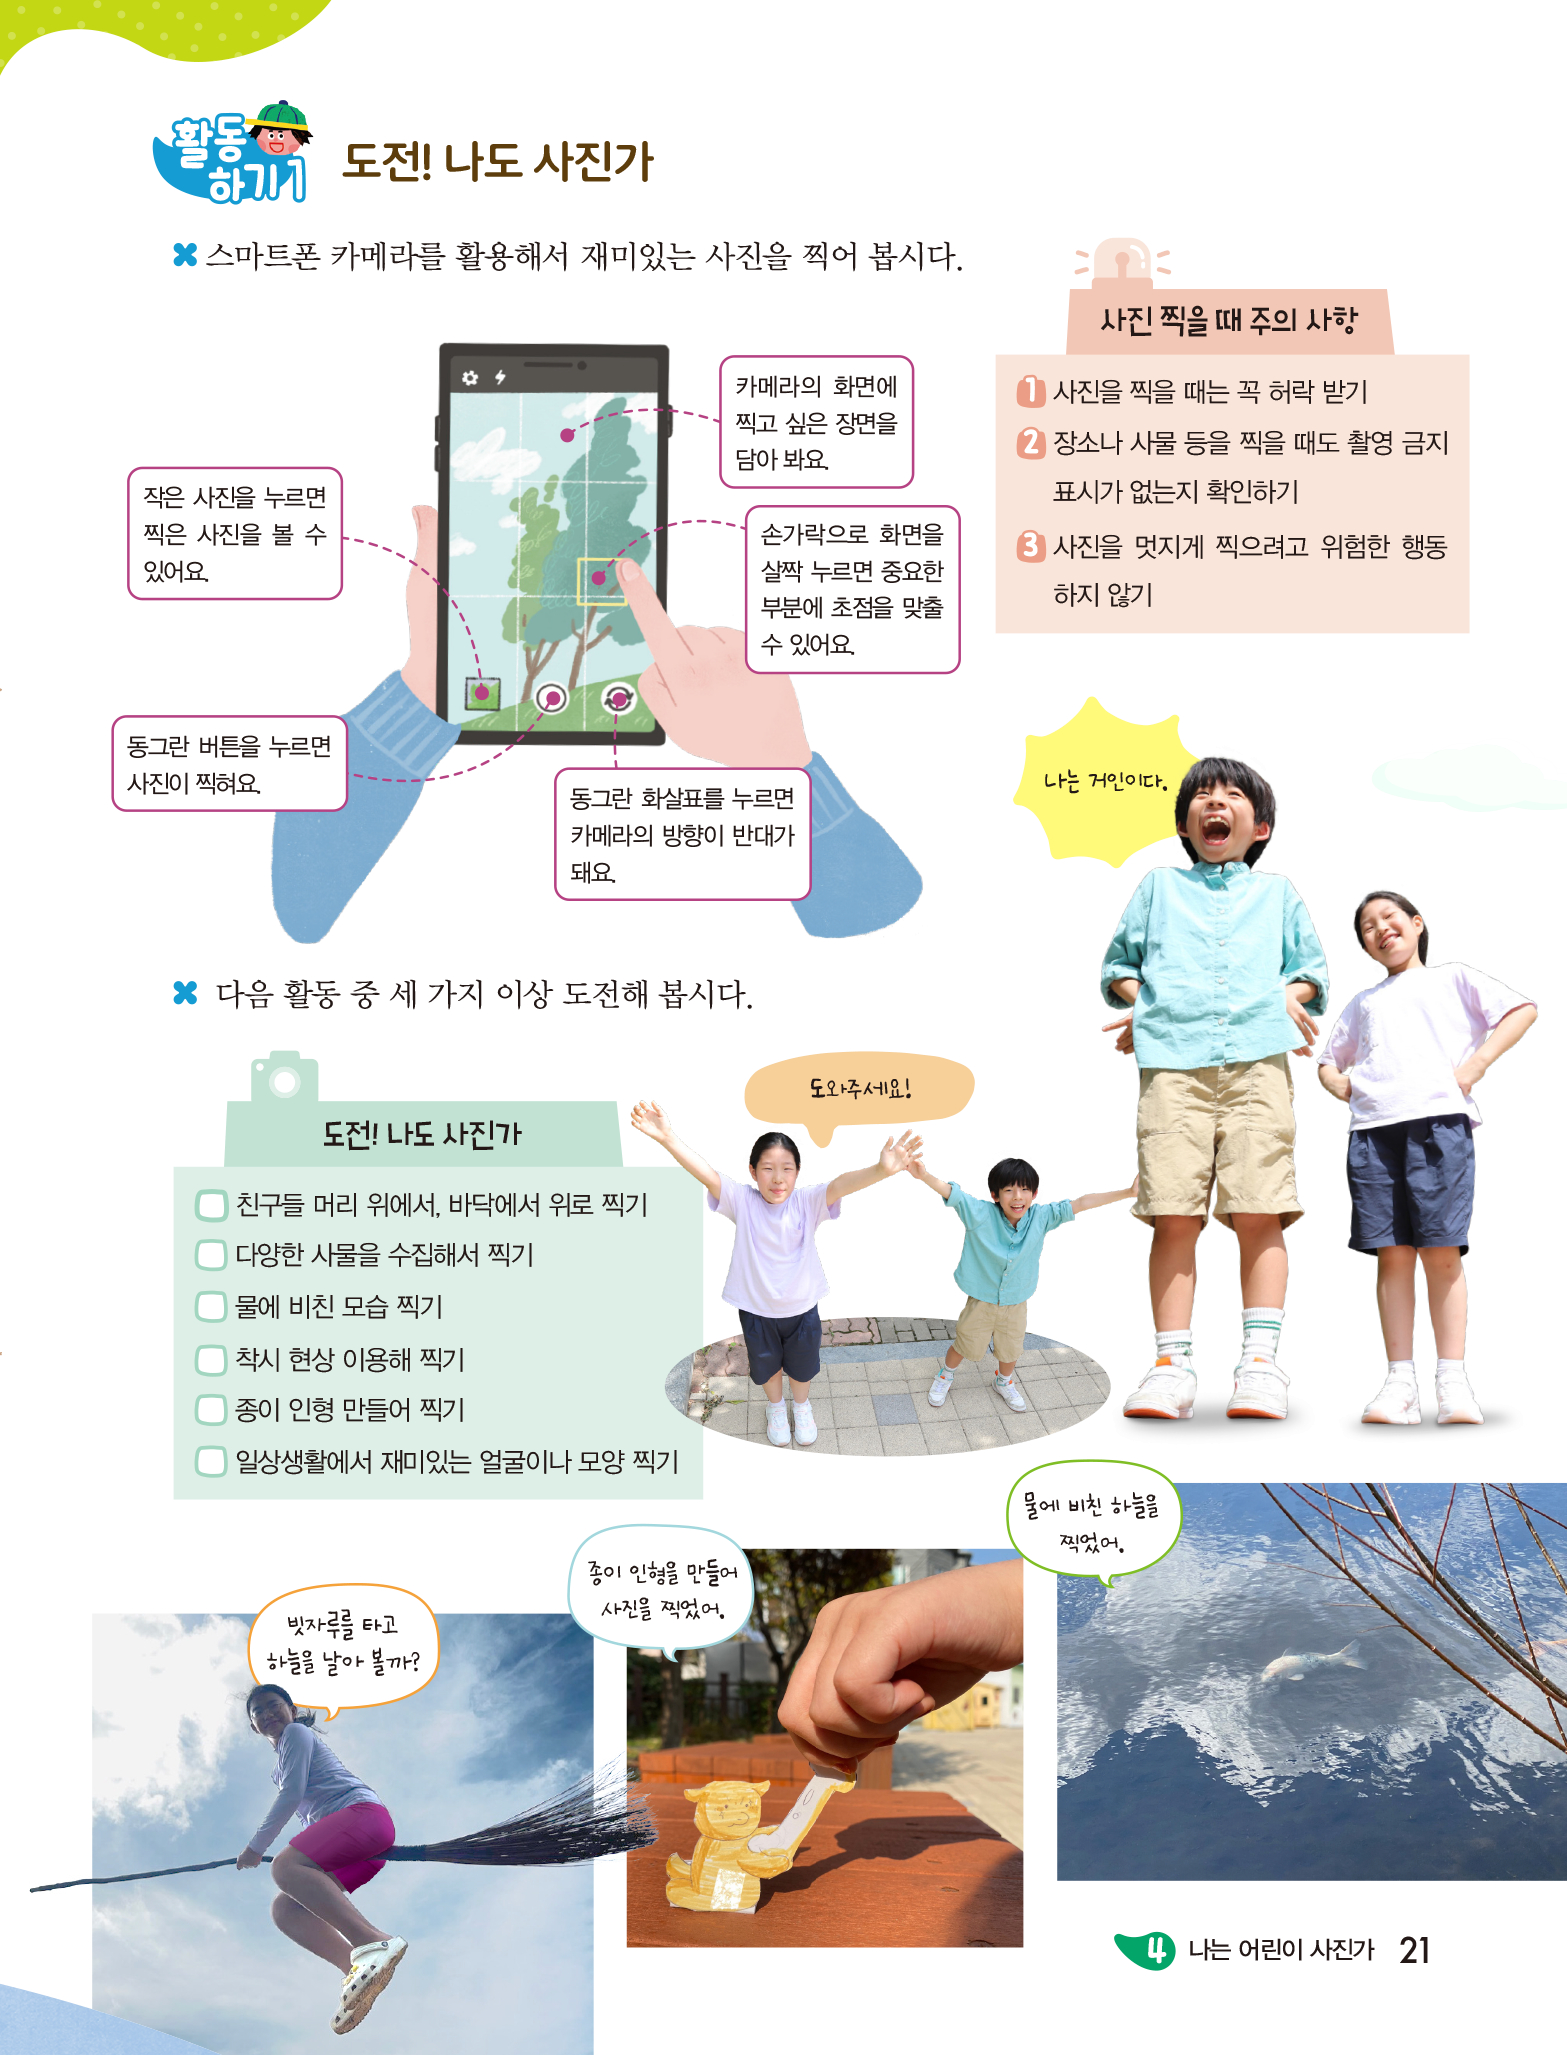 활동
하기 1
도전! 나도 사진가
스마트폰 카메라를 활용해서 재미있는 사진을 찍어 봅시다.
사진 찍을 때 주의 사항
1 사진을 찍을 때는 꼭 허락 받기
2 장소나 사물 등을 찍을 때도 촬영 금지
표시가 없는지 확인하기
3 사진을 멋지게 찍으려고 위험한 행동
하지 않기
카메라의 화면에
찍고 싶은 장면을
담아 봐요.
작은 사진을 누르면
찍은 사진을 볼 수
있어요.
손가락으로 화면을
살짝 누르면 중요한
부분에 초점을 맞출
수 있어요.
동그란 버튼을 누르면
사진이 찍혀요.
동그란 화살표를 누르면
카메라의 방향이 반대가
돼요.
나는 거인이다.
다음 활동 중 세 가지 이상 도전해 봅시다.
도전! 나도 사진가
친구들 머리 위에서, 바닥에서 위로 찍기
다양한 사물을 수집해서 찍기
물에 비친 모습 찍기
착시 현상 이용해 찍기
종이 인형 만들어 찍기
일상생활에서 재미있는 얼굴이나 모양 찍기
도와주세요!
물에 비친 하늘을
찍었어.
종이 인형을 만들어
사진을 찍었어.
빗자루를 타고
하늘을 날아 볼까?
4 나는 어린이 사진가 21